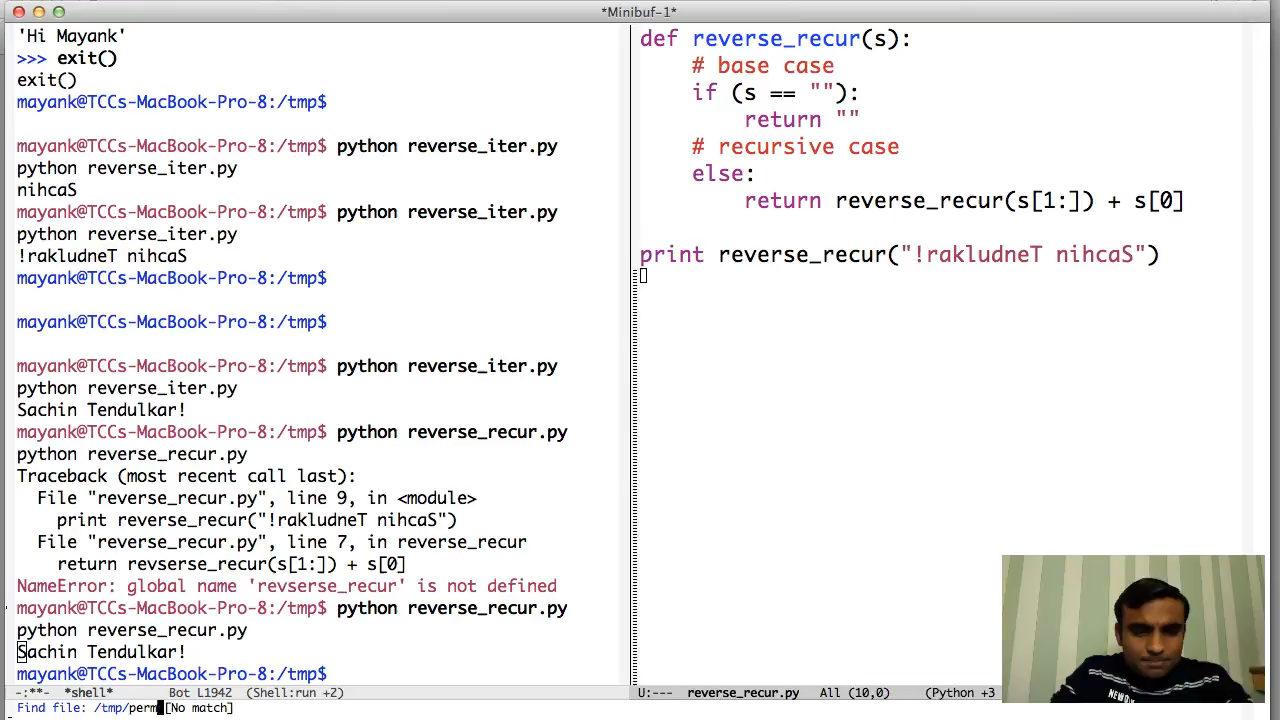 *Minibuf-1*
'Hi Mayank'
>>> exit()
exit()
mayank@TCCs-MacBook-Pro-8:/tmp$
mayank@TCCs-MacBook-Pro-8:/tmp$ python reverse_iter.py
python reverse_iter.py
nihcaS
mayank@TCCs-MacBook-Pro-8:/tmp$ python reverse_iter.py
python reverse_iter.py
!rakludneT nihcaS
mayank@TCCs-MacBook-Pro-8:/tmp$
mayank@TCCs-MacBook-Pro-8:/tmp$
mayank@TCCs-MacBook-Pro-8:/tmp$ python reverse_iter.py
python reverse_iter.py
Sachin Tendulkar!
mayank@TCCs-MacBook-Pro-8:/tmp$ python reverse_recur.py
python reverse_recur.py
Traceback (most recent call last):
File "reverse_recur.py", line 9, in <module>
print reverse_recur("!rakludneT nihcaS")
File "reverse_recur.py", line 7, in reverse_recur
return revserse_recur(s[1:]) + s[0]
NameError: global name 'revserse_recur' is not defined
mayank@TCCs-MacBook-Pro-8:/tmp$ python reverse_recur.py
python reverse_recur.py
Sachin Tendulkar!
mayank@TCCs-MacBook-Pro-8:/tmp$
-:**- *shell* Bot L1942 (Shell:run +2)
def reverse_recur(s):
# base case
if (s == ""):
return ""
# recursive case
else:
return reverse_recur(s[1:]) + s[0]
print reverse_recur("!rakludneT nihcaS")
U:--- reverse_recur.py All (10,0) (Python +3
Find file: /tmp/perm[No match]